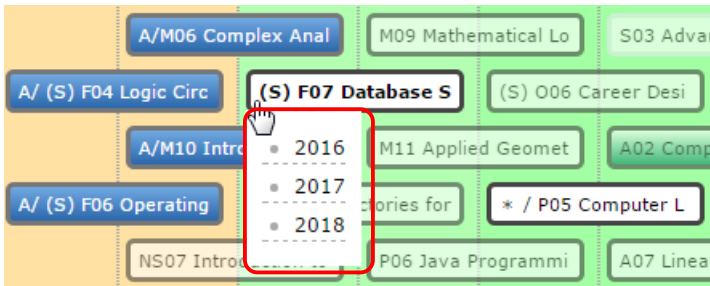 A/M06 Complex Anal
M09 Mathematical Lo
S03 Advan
A/ (S) F04 Logic Circ
(S) F07 Database S
(S) O06 Career Desi
A/M10 Intro
2016
2017
2018
M11 Applied Geomet
A02 Comp
A/ (S) F06 Operating
ctories for
* / P05 Computer L
NS07 Introduction to
P06 Java Programmi
A07 Linea